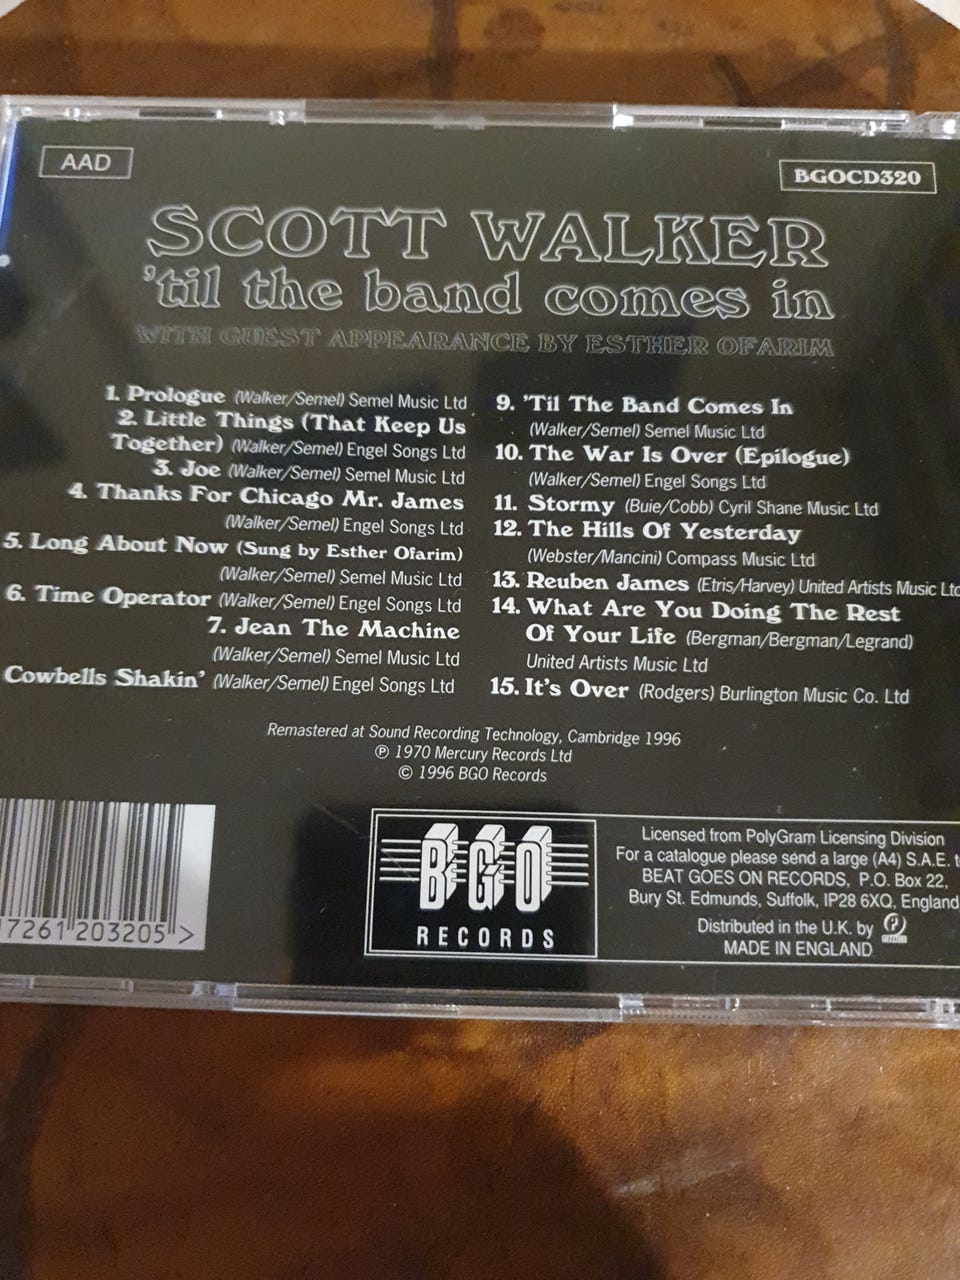 AAD
BGOCD320
SCOTT WALKER
'til the band comes in
WITH GUEST APPEARANCE BY ESTHER OFARIM
1. Prologue (Walker/Semel) Semel Music Ltd
2. Little Things (That Keep Us
Together) (Walker/Semel) Engel Songs Ltd
3. Joe (Walker/Semel) Semel Music Ltd
4. Thanks For Chicago Mr. James
(Walker/Semel) Engel Songs Ltd
5. Long About Now (Sung by Esther Ofarim)
(Walker/Semel) Semel Music Ltd
6. Time Operator (Walker/Semel) Engel Songs Ltd
7. Jean The Machine
(Walker/Semel) Semel Music Ltd
Cowbells Shakin' (Walker/Semel) Engel Songs Ltd
9. 'Til The Band Comes In
(Walker/Semel) Semel Music Ltd
10. The War Is Over (Epilogue)
(Walker/Semel) Engel Songs Ltd
11. Stormy (Buie/Cobb) Cyril Shane Music Ltd
12. The Hills Of Yesterday
(Webster/Mancini) Compass Music Ltd
13. Reuben James (Etris/Harvey) United Artists Music Ltd
14. What Are You Doing The Rest
Of Your Life (Bergman/Bergman/Legrand)
United Artists Music Ltd
15. It's Over (Rodgers) Burlington Music Co. Ltd
Remastered at Sound Recording Technology, Cambridge 1996
℗ 1970 Mercury Records Ltd
© 1996 BGO Records
7261 203205 >
BGO
RECORDS
Licensed from PolyGram Licensing Division
For a catalogue please send a large (A4) S.A.E.
BEAT GOES ON RECORDS, P.O. Box 22,
Bury St. Edmunds, Suffolk, IP28 6XQ, England
Distributed in the U.K. by
MADE IN ENGLAND